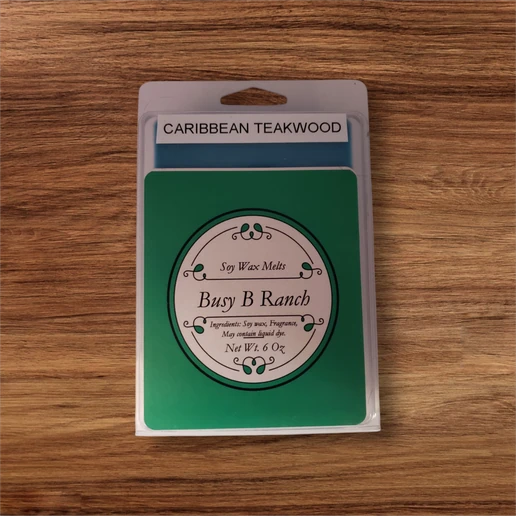 CARIBBEAN TEAKWOOD
Soy Wax Melts
Busy B Ranch
Ingredients: Soy wax, Fragrance,
May contain liquid dye.
Net Wt. 6 Oz